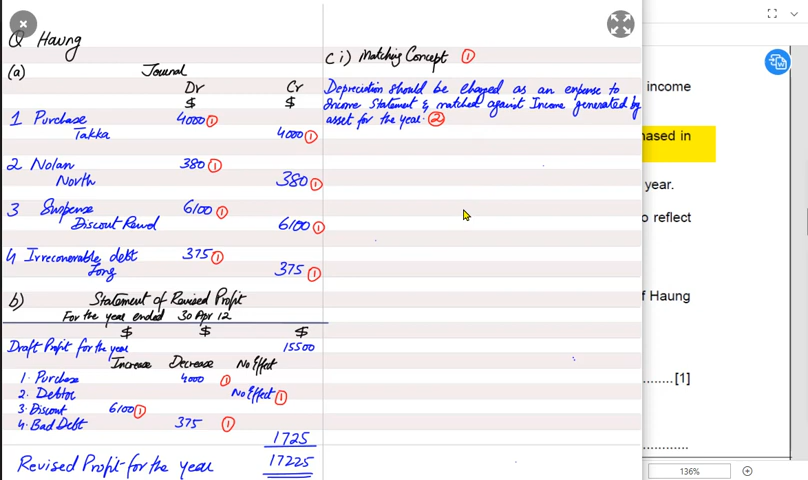 Q Haung
(a) Journal
Dr Cr
$ $
1 Purchase 4000 1
Takka 4000 1
2 Nolan 380 1
North 380 1
3 Suspense 6100 1
Discout Recvd 6100 1
4 Irreconerable debt 375 1
Tong 375 1
b) Statement of Revised Profit
For the year ended 30 Apr 12
$ $ $
Draft Profit for the year 15500
Increase Decrease No Effect
1. Purchase 4000 1
2. Debtor No Effect 1
3. Discout 6100 1
4. Bad Debt 375 1
1725
Revised Profit for the year 17225
C i) Matching Concept 1
Depreciation should be charged as an expense to
Income Statement & matched against Income generated by
asset for the year. 2
income
hased in
year.
o reflect
f Haung
........ [1]
136%